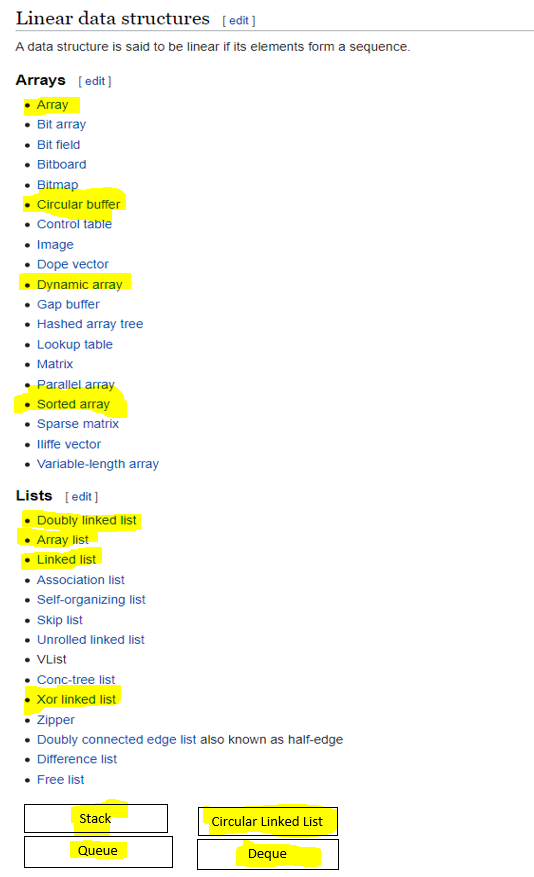 Linear data structures [ edit ]
A data structure is said to be linear if its elements form a sequence.
Arrays [ edit ]
• Array
• Bit array
• Bit field
• Bitboard
• Bitmap
• Circular buffer
• Control table
• Image
• Dope vector
• Dynamic array
• Gap buffer
• Hashed array tree
• Lookup table
• Matrix
• Parallel array
• Sorted array
• Sparse matrix
• Iliffe vector
• Variable-length array
Lists [ edit ]
• Doubly linked list
• Array list
• Linked list
• Association list
• Self-organizing list
• Skip list
• Unrolled linked list
• VList
• Conc-tree list
• Xor linked list
• Zipper
• Doubly connected edge list also known as half-edge
• Difference list
• Free list
Stack
Circular Linked List
Queue
Deque